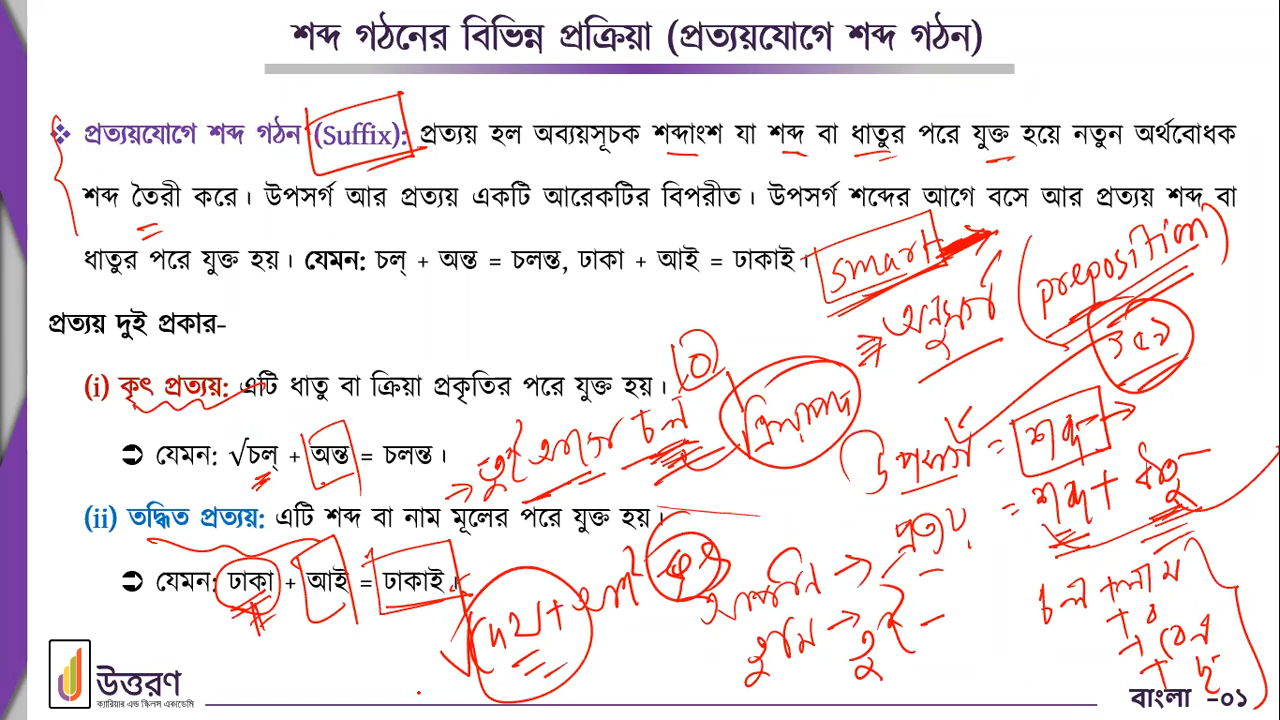 শব্দ গঠনের বিভিন্ন প্রক্রিয়া (প্রত্যয়যোগে শব্দ গঠন)
❖ প্রত্যয়যোগে শব্দ গঠন (Suffix): প্রত্যয় হল অব্যয়সূচক শব্দাংশ যা শব্দ বা ধাতুর পরে যুক্ত হয়ে নতুন অর্থবোধক
শব্দ তৈরী করে। উপসর্গ আর প্রত্যয় একটি আরেকটির বিপরীত। উপসর্গ শব্দের আগে বসে আর প্রত্যয় শব্দ বা
ধাতুর পরে যুক্ত হয়। যেমন: চল্ + অন্ত = চলন্ত, ঢাকা + আই = ঢাকাই।
smart
preposition
অনুসর্গ
প্রত্যয় দুই প্রকার-
(i) কৃৎ প্রত্যয়: এটি ধাতু বা ক্রিয়া প্রকৃতির পরে যুক্ত হয়।
ক্রিয়াপদ
উপসর্গ = শব্দ
➲ যেমন: √চল্ + অন্ত = চলন্ত।
= শব্দ + ধাতু
(ii) তদ্ধিত প্রত্যয়: এটি শব্দ বা নাম মূলের পরে যুক্ত হয়।
প্রত্যয়
➲ যেমন: ঢাকা + আই = ঢাকাই।
আপনি →
চল +লাম
তুমি → তুই -
উত্তরণ
ক্যারিয়ার এন্ড স্কিলস একাডেমি
বাংলা -০১